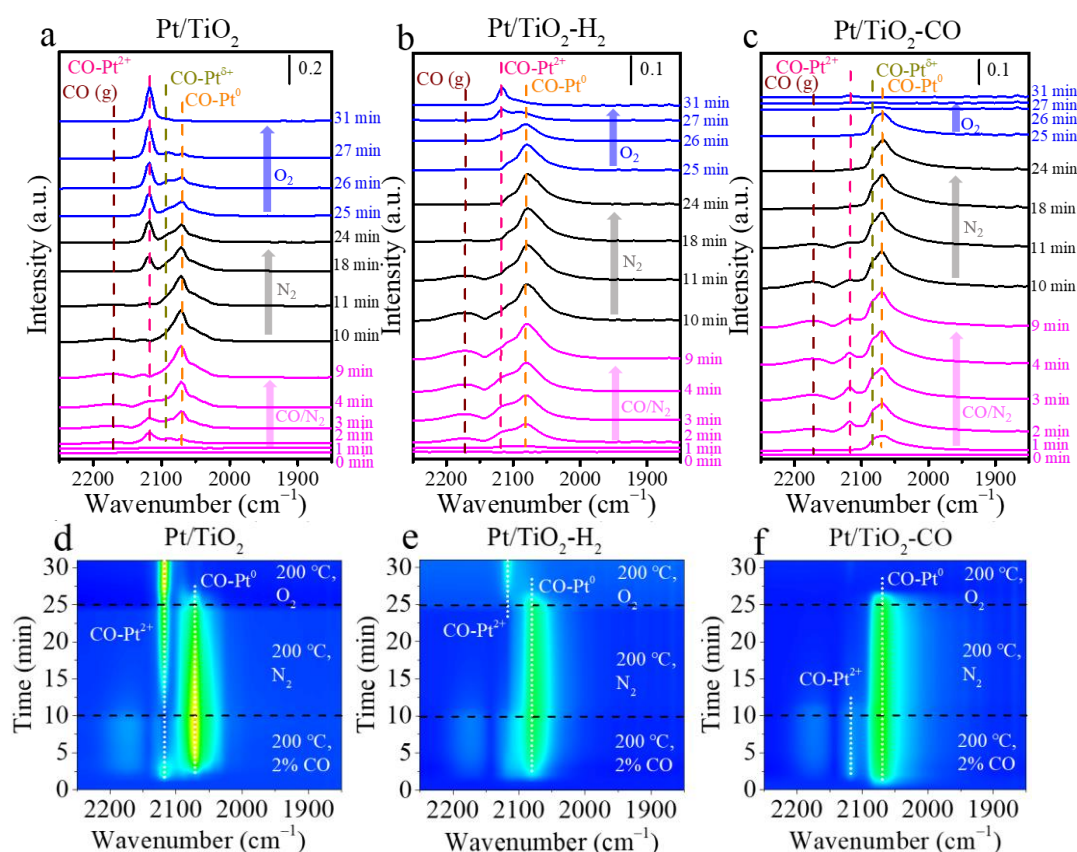 a
Pt/TiO₂
CO-Pt²⁺
CO-Pt^δ⁺
CO (g)
CO-Pt⁰
0.2
31 min
27 min
O₂
26 min
25 min
24 min
18 min
N₂
11 min
10 min
9 min
4 min
CO/N₂
3 min
2 min
1 min
0 min
Intensity (a.u.)
2200 2100 2000 1900
Wavenumber (cm⁻¹)
b
Pt/TiO₂-H₂
CO-Pt²⁺
CO (g)
CO-Pt⁰
0.1
31 min
27 min
O₂
26 min
25 min
24 min
N₂
18 min
11 min
10 min
9 min
4 min
CO/N₂
3 min
2 min
1 min
0 min
Intensity (a.u.)
2200 2100 2000 1900
Wavenumber (cm⁻¹)
c
Pt/TiO₂-CO
CO-Pt²⁺
CO-Pt^δ⁺
CO (g)
CO-Pt⁰
0.1
31 min
27 min
O₂
26 min
25 min
24 min
18 min
N₂
11 min
10 min
9 min
4 min
3 min
CO/N₂
2 min
1 min
0 min
Intensity (a.u.)
2200 2100 2000 1900
Wavenumber (cm⁻¹)
d
Pt/TiO₂
30
25
20
15
10
5
0
Time (min)
CO-Pt⁰
200 °C,
O₂
CO-Pt²⁺
200 °C,
N₂
200 °C,
2% CO
2200 2100 2000 1900
Wavenumber (cm⁻¹)
e
Pt/TiO₂-H₂
30
25
20
15
10
5
0
Time (min)
CO-Pt⁰
200 °C,
O₂
CO-Pt²⁺
200 °C,
N₂
200 °C,
2% CO
2200 2100 2000 1900
Wavenumber (cm⁻¹)
f
Pt/TiO₂-CO
30
25
20
15
10
5
0
Time (min)
CO-Pt⁰
200 °C,
O₂
CO-Pt²⁺
200 °C,
N₂
200 °C,
2% CO
2200 2100 2000 1900
Wavenumber (cm⁻¹)